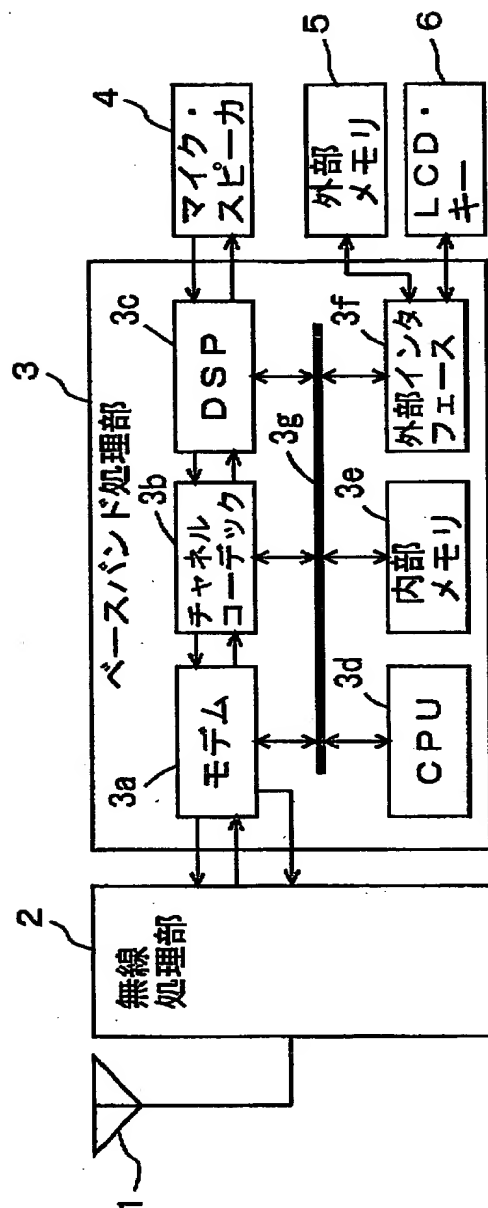 1
2
無線
処理部
3
ベースバンド処理部
3a
モデム
3b
チャネル
コーデック
3c
DSP
3g
3d
CPU
3e
内部
メモリ
3f
外部インタ
フェース
4
マイク・
スピーカ
5
外部
メモリ
6
LCD・
キー